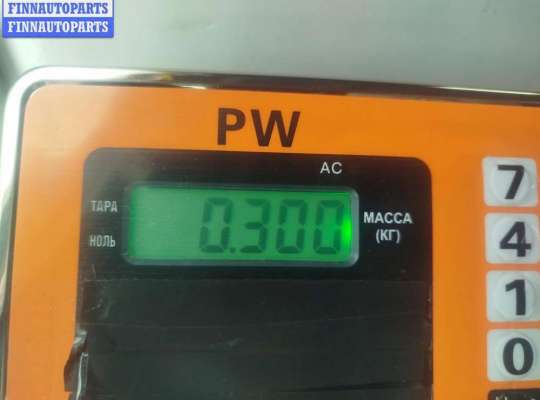 FINNAUTOPARTS
FINNAUTOPARTS
PW
AC
ТАРА
НОЛЬ
0.300
МАССА
(КГ)
7
4
1
0